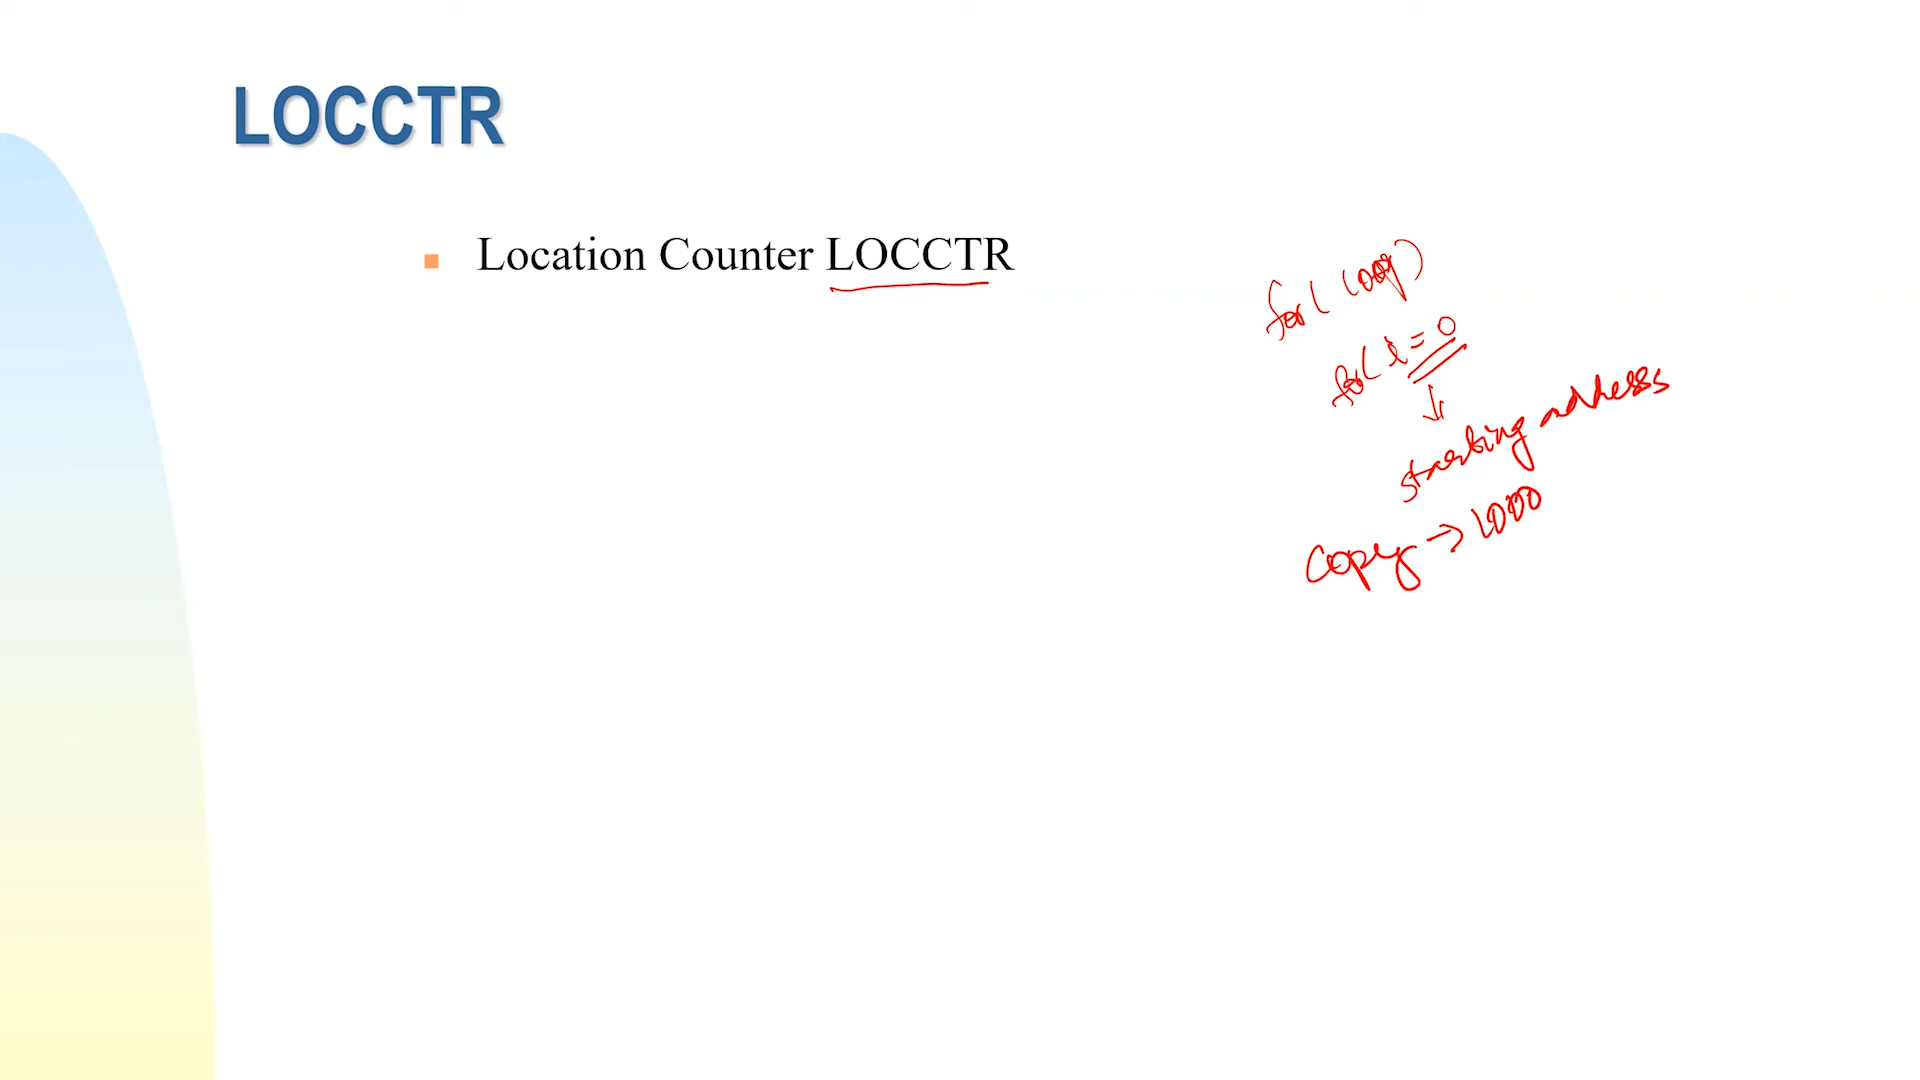 LOCCTR
Location Counter LOCCTR
for( loop)
for( i = 0
starting address
Copy → 1000